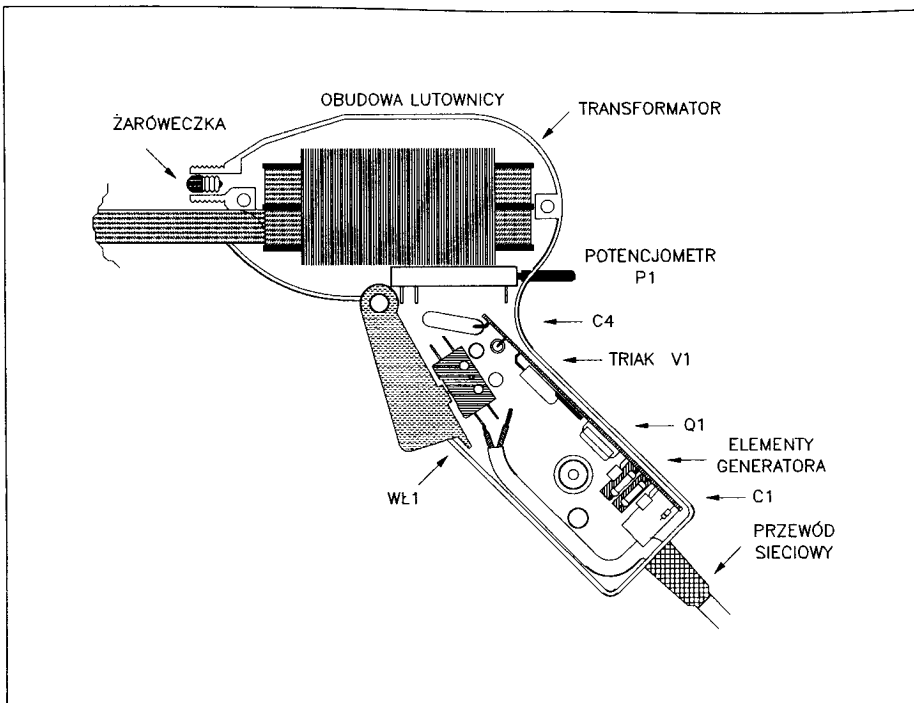 OBUDOWA LUTOWNICY
TRANSFORMATOR
ŻARÓWECZKA
POTENCJOMETR
P1
C4
TRIAK V1
Q1
ELEMENTY
GENERATORA
WŁ1
C1
PRZEWÓD
SIECIOWY